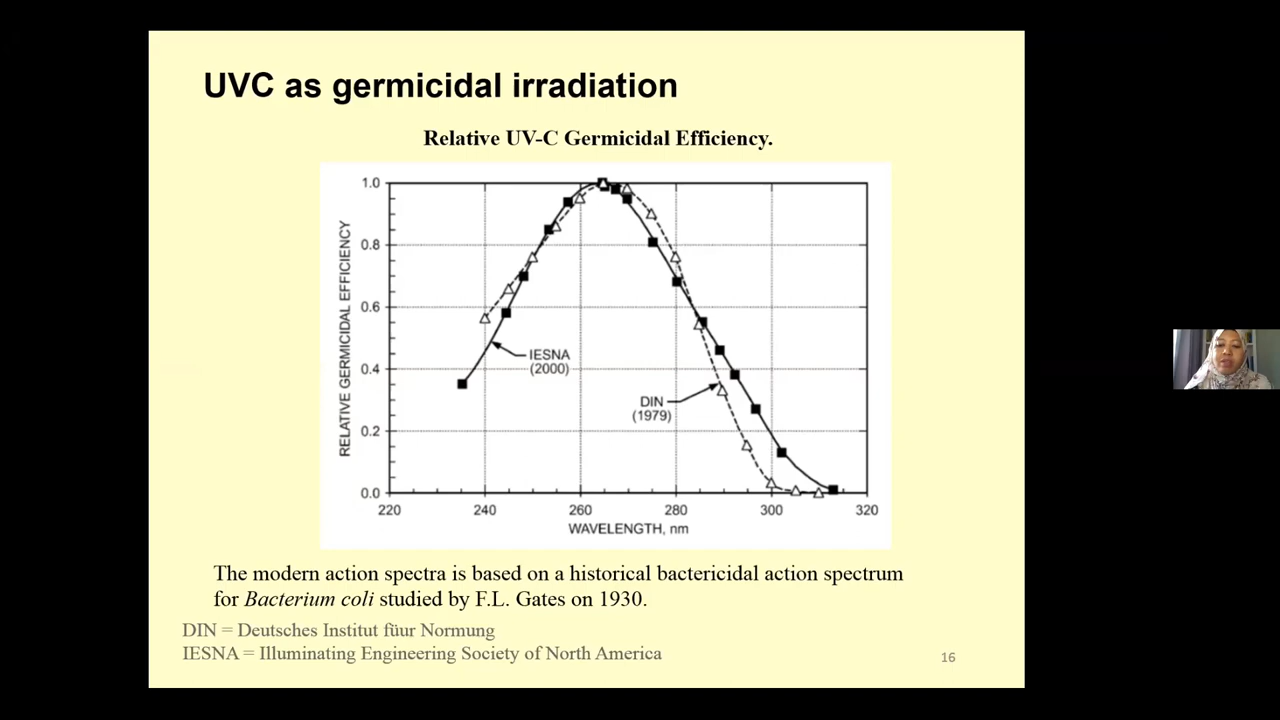 UVC as germicidal irradiation
Relative UV-C Germicidal Efficiency.
RELATIVE GERMICIDAL EFFICIENCY
1.0
0.8
0.6
0.4
0.2
0.0
IESNA
(2000)
DIN
(1979)
220 240 260 280 300 320
WAVELENGTH, nm
The modern action spectra is based on a historical bactericidal action spectrum
for Bacterium coli studied by F.L. Gates on 1930.
DIN = Deutsches Institut füur Normung
IESNA = Illuminating Engineering Society of North America
16